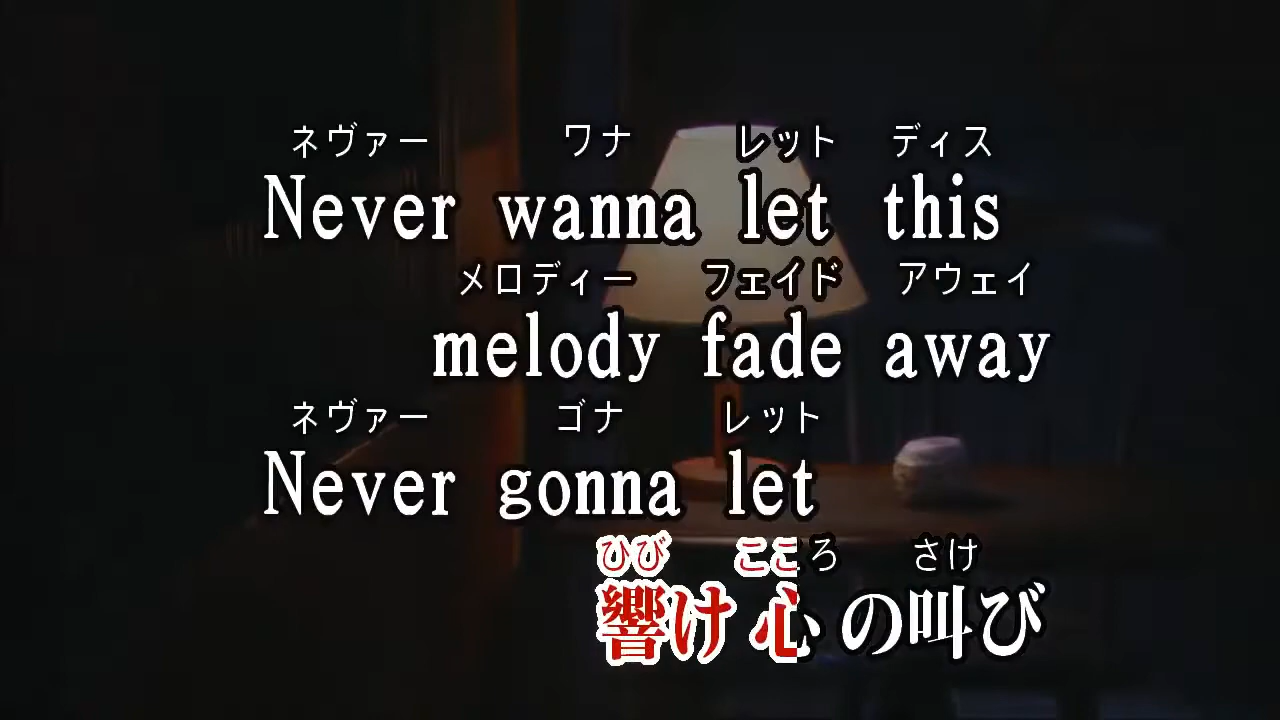 ネヴァー ワナ レット ディス
Never wanna let this
メロディー フェイド アウェイ
melody fade away
ネヴァー ゴナ レット
Never gonna let
ひび こころ さけ
響け 心の叫び